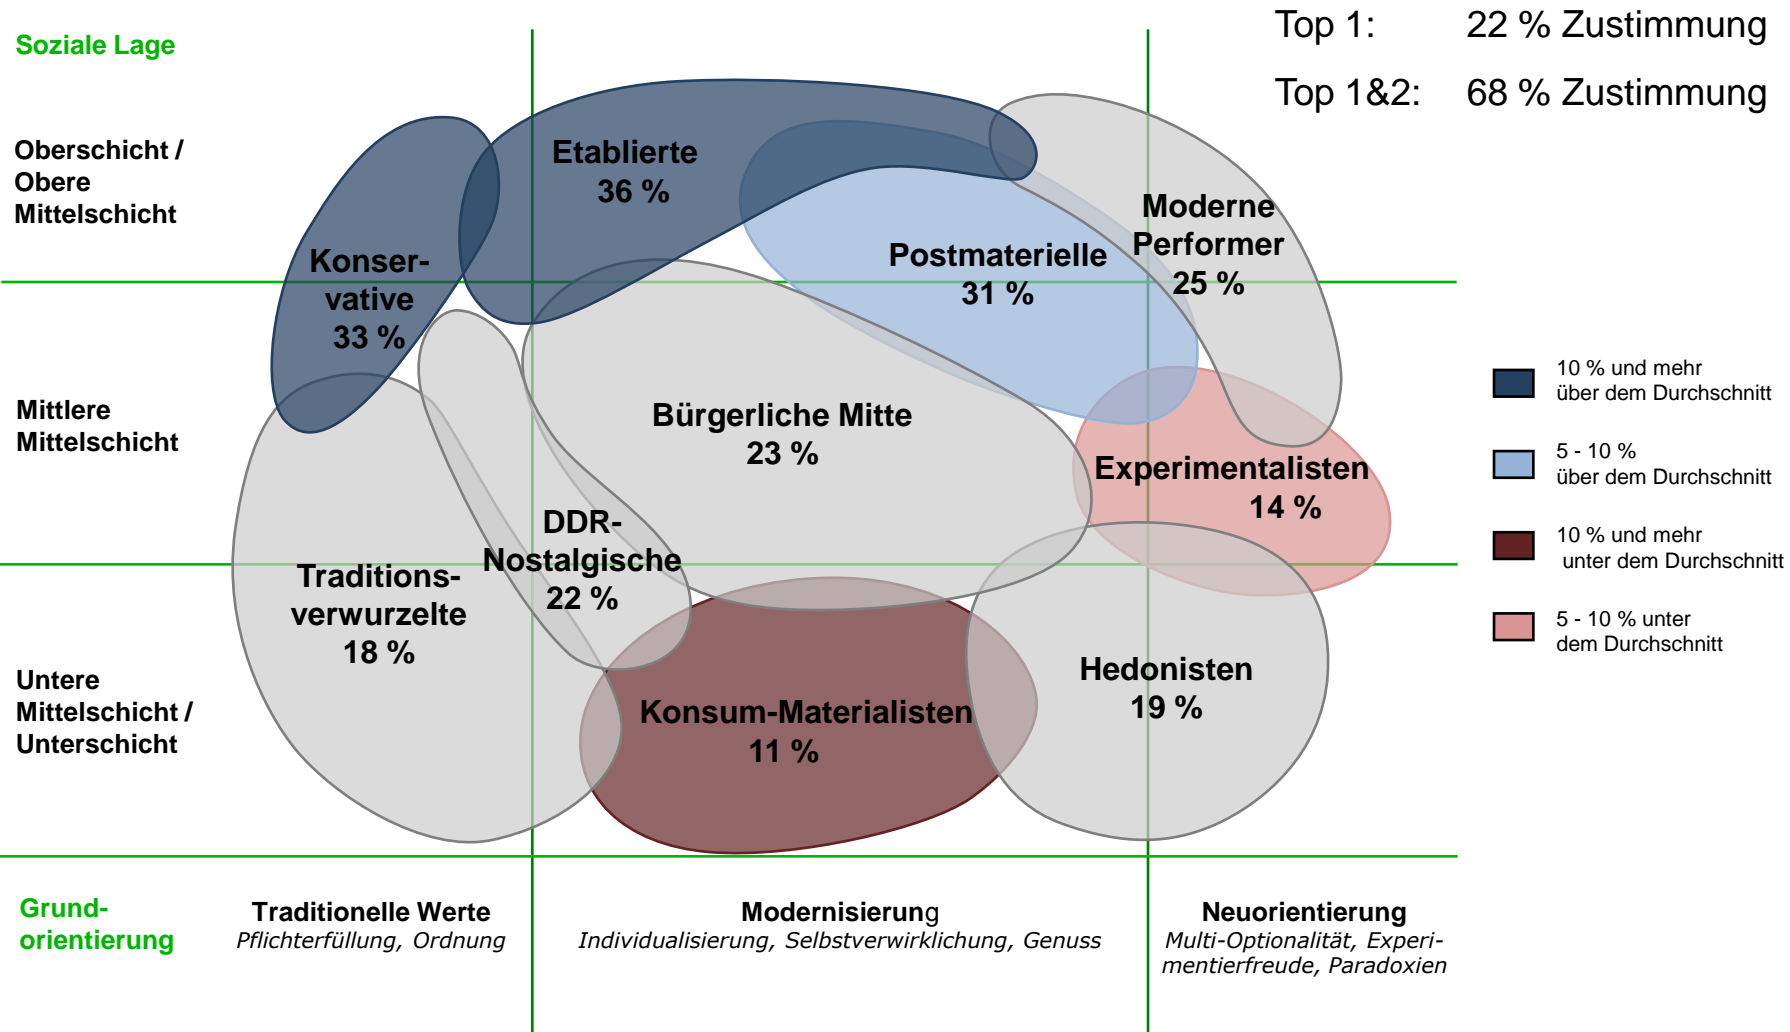 Top 1: 22 % Zustimmung
Top 1&2: 68 % Zustimmung
Soziale Lage
Oberschicht /
Obere
Mittelschicht
Etablierte
36 %
Konser-
vative
33 %
Postmaterielle
31 %
Moderne
Performer
25 %
Mittlere
Mittelschicht
Bürgerliche Mitte
23 %
Experimentalisten
14 %
DDR-
Nostalgische
22 %
Traditions-
verwurzelte
18 %
Untere
Mittelschicht /
Unterschicht
Konsum-Materialisten
11 %
Hedonisten
19 %
10 % und mehr
über dem Durchschnitt
5 - 10 %
über dem Durchschnitt
10 % und mehr
unter dem Durchschnitt
5 - 10 % unter
dem Durchschnitt
Grund-
orientierung
Traditionelle Werte
Pflichterfüllung, Ordnung
Modernisierung
Individualisierung, Selbstverwirklichung, Genuss
Neuorientierung
Multi-Optionalität, Experi-
mentierfreude, Paradoxien